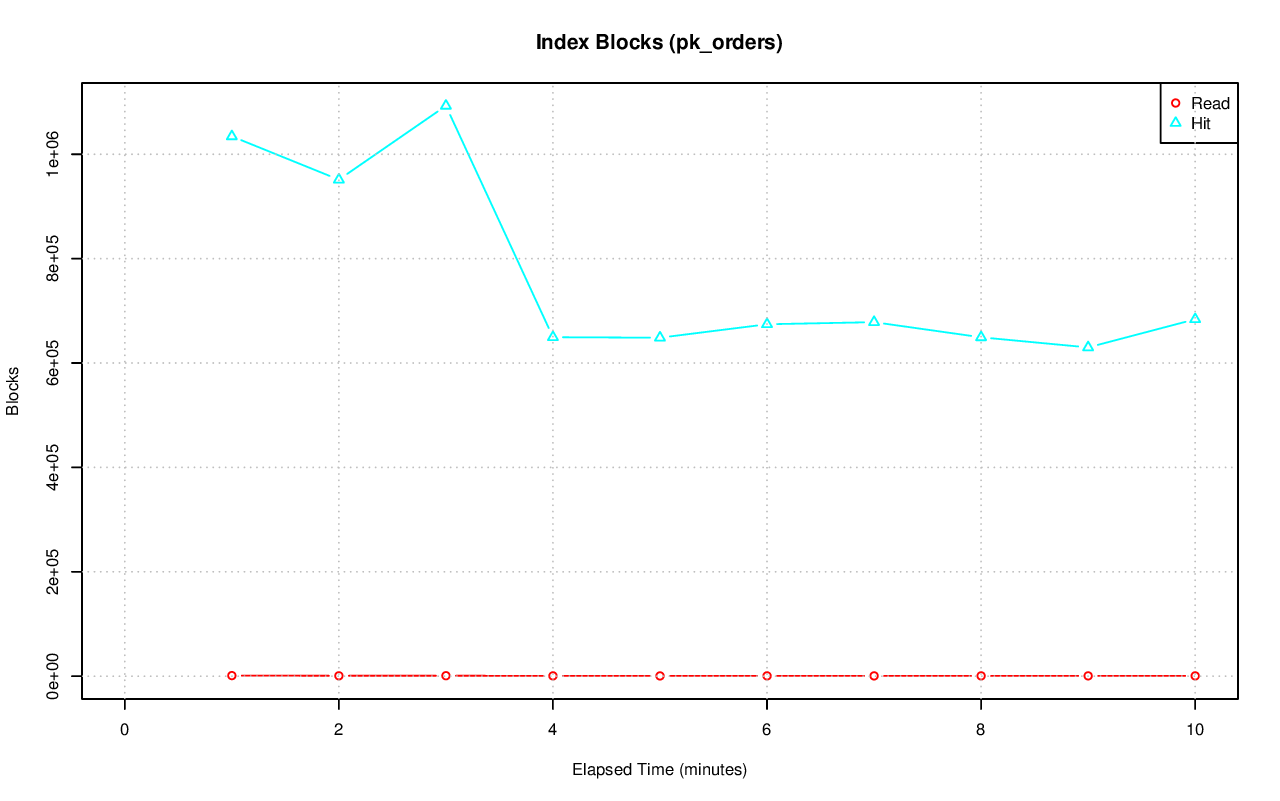 Index Blocks (pk_orders)
Read
Hit
Blocks
1e+06
8e+05
6e+05
4e+05
2e+05
0e+00
0 2 4 6 8 10
Elapsed Time (minutes)